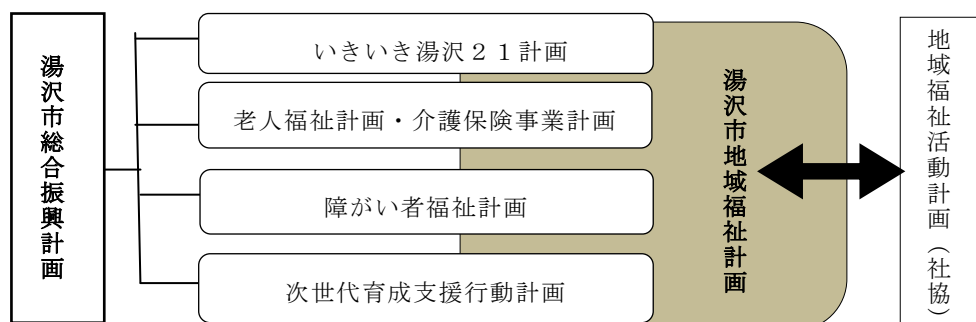 湯沢市総合振興計画
いきいき湯沢２１計画
老人福祉計画・介護保険事業計画
障がい者福祉計画
次世代育成支援行動計画
湯沢市地域福祉計画
地域福祉活動計画（社協）